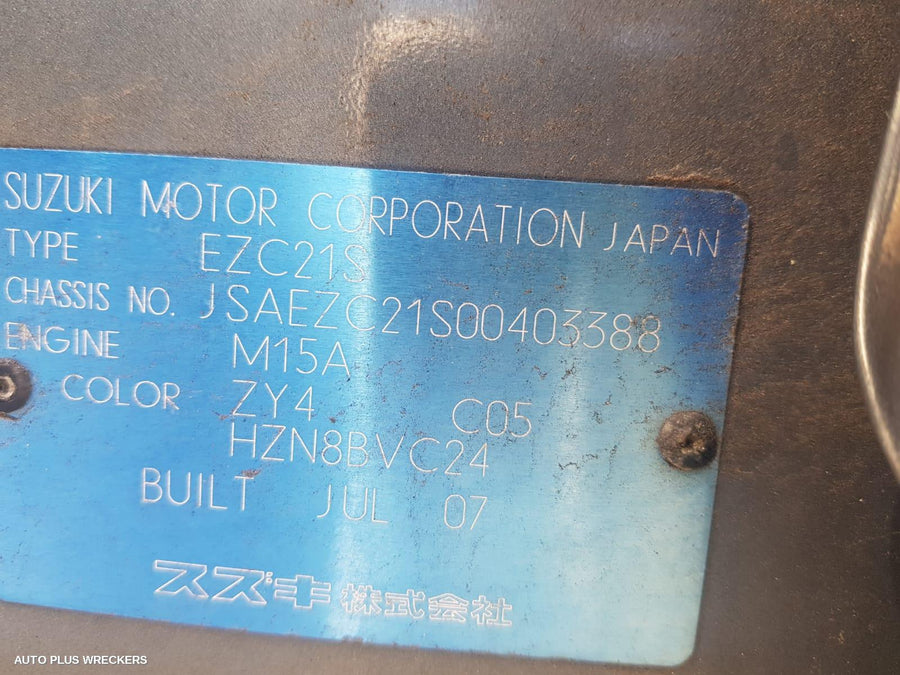 SUZUKI MOTOR CORPORATION JAPAN
TYPE EZC21S
CHASSIS NO. JSAEZC21S00403388
ENGINE M15A
COLOR ZY4 C05
HZN8BVC24
BUILT JUL 07
スズキ株式会社
AUTO PLUS WRECKERS